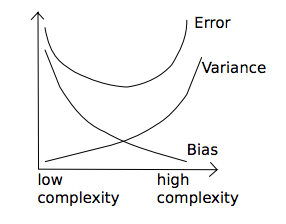 Error
Variance
Bias
low
complexity
high
complexity